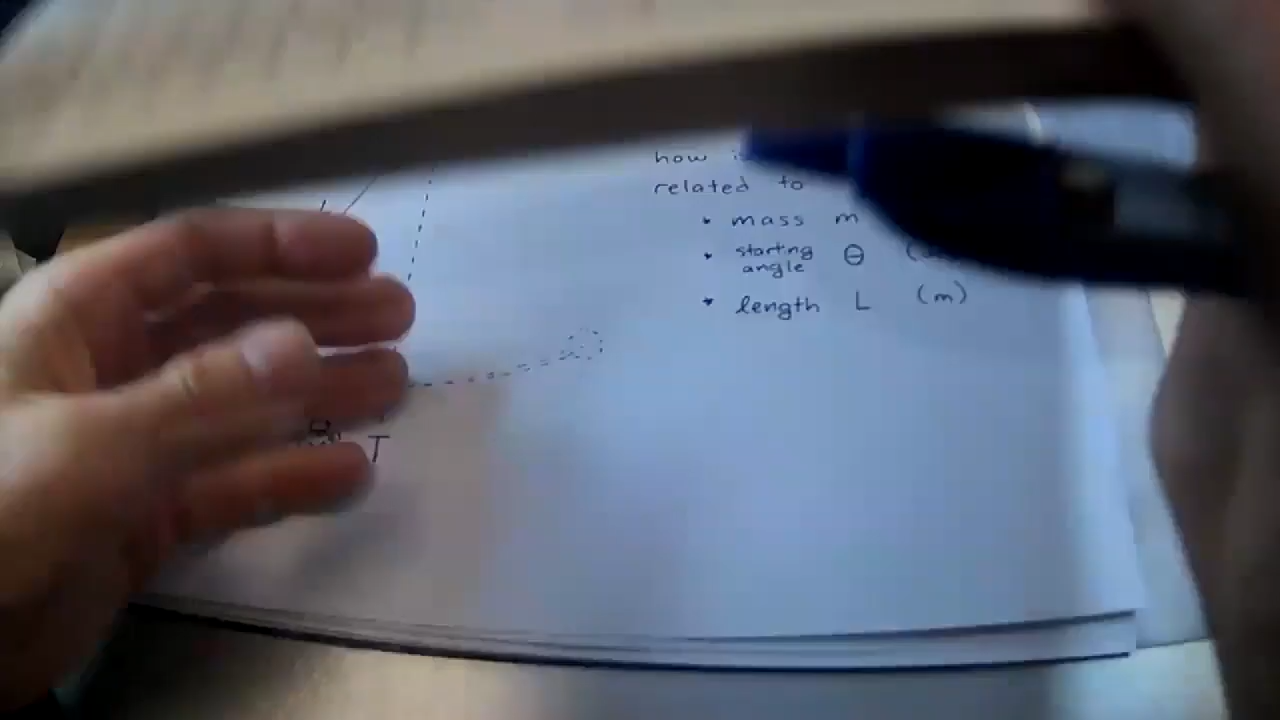 how
related to
• mass m
• starting angle θ
• length L (m)
T